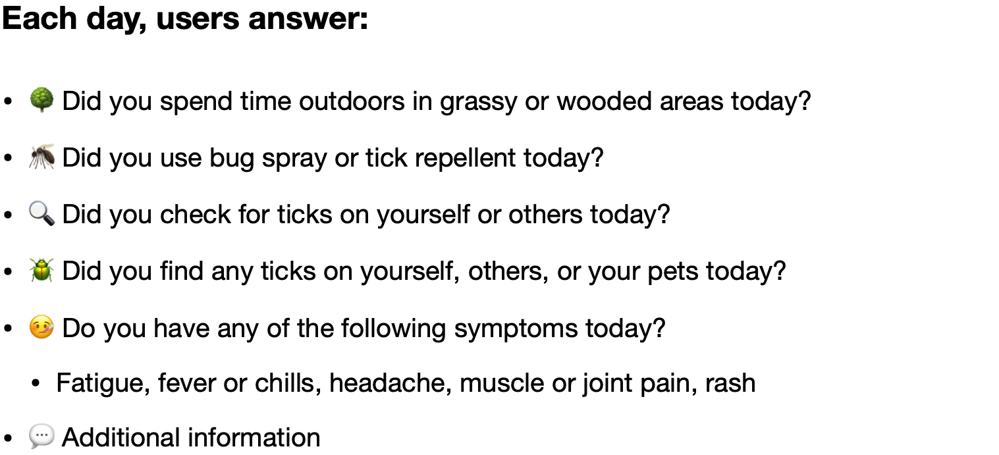 Each day, users answer:
• 🌳 Did you spend time outdoors in grassy or wooded areas today?
• 🦟 Did you use bug spray or tick repellent today?
• 🔍 Did you check for ticks on yourself or others today?
• 🪲 Did you find any ticks on yourself, others, or your pets today?
• 🤒 Do you have any of the following symptoms today?
• Fatigue, fever or chills, headache, muscle or joint pain, rash
• 💬 Additional information